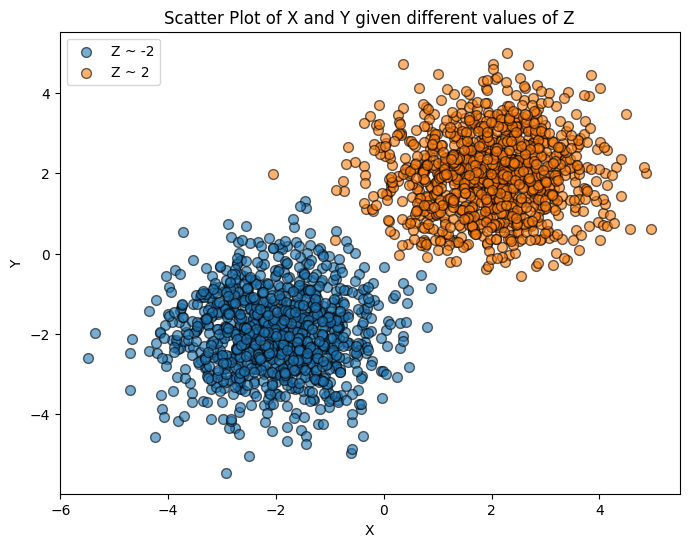 Scatter Plot of X and Y given different values of Z
Z ~ -2
Z ~ 2
4
2
0
−2
−4
Y
−6
−4
−2
0
2
4
X